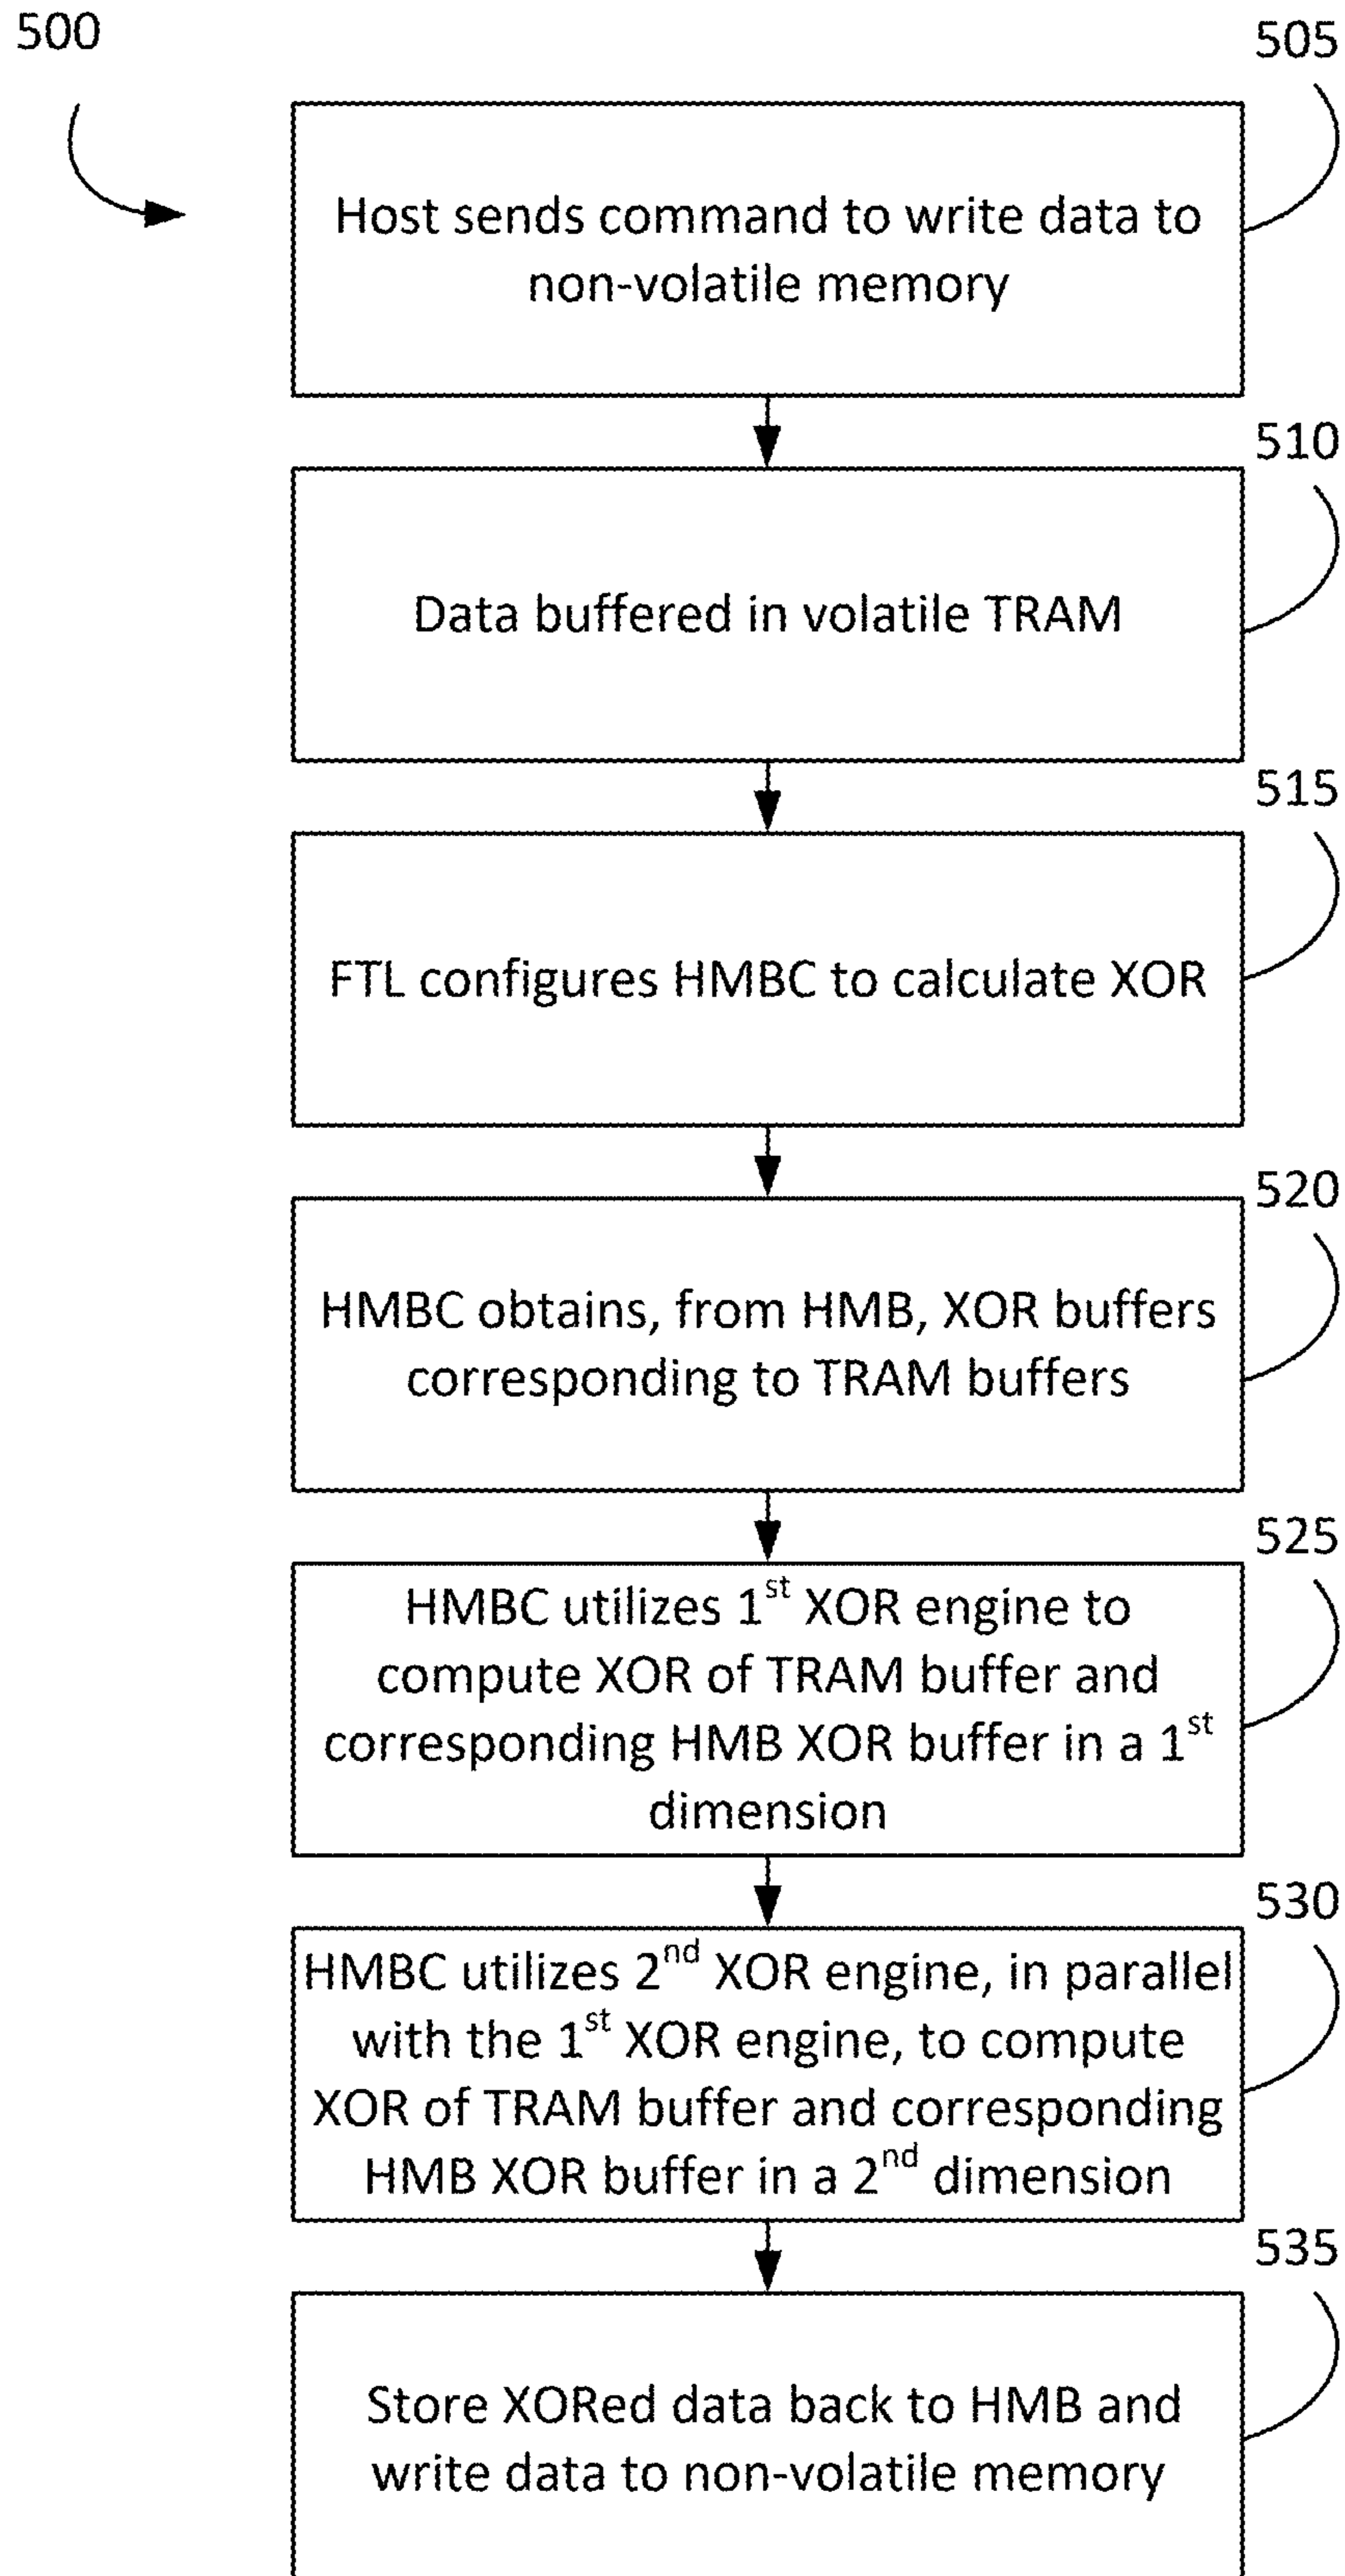 500
505
Host sends command to write data to
non-volatile memory
510
Data buffered in volatile TRAM
515
FTL configures HMBC to calculate XOR
520
HMBC obtains, from HMB, XOR buffers
corresponding to TRAM buffers
525
HMBC utilizes 1st XOR engine to
compute XOR of TRAM buffer and
corresponding HMB XOR buffer in a 1st
dimension
530
HMBC utilizes 2nd XOR engine, in parallel
with the 1st XOR engine, to compute
XOR of TRAM buffer and corresponding
HMB XOR buffer in a 2nd dimension
535
Store XORed data back to HMB and
write data to non-volatile memory